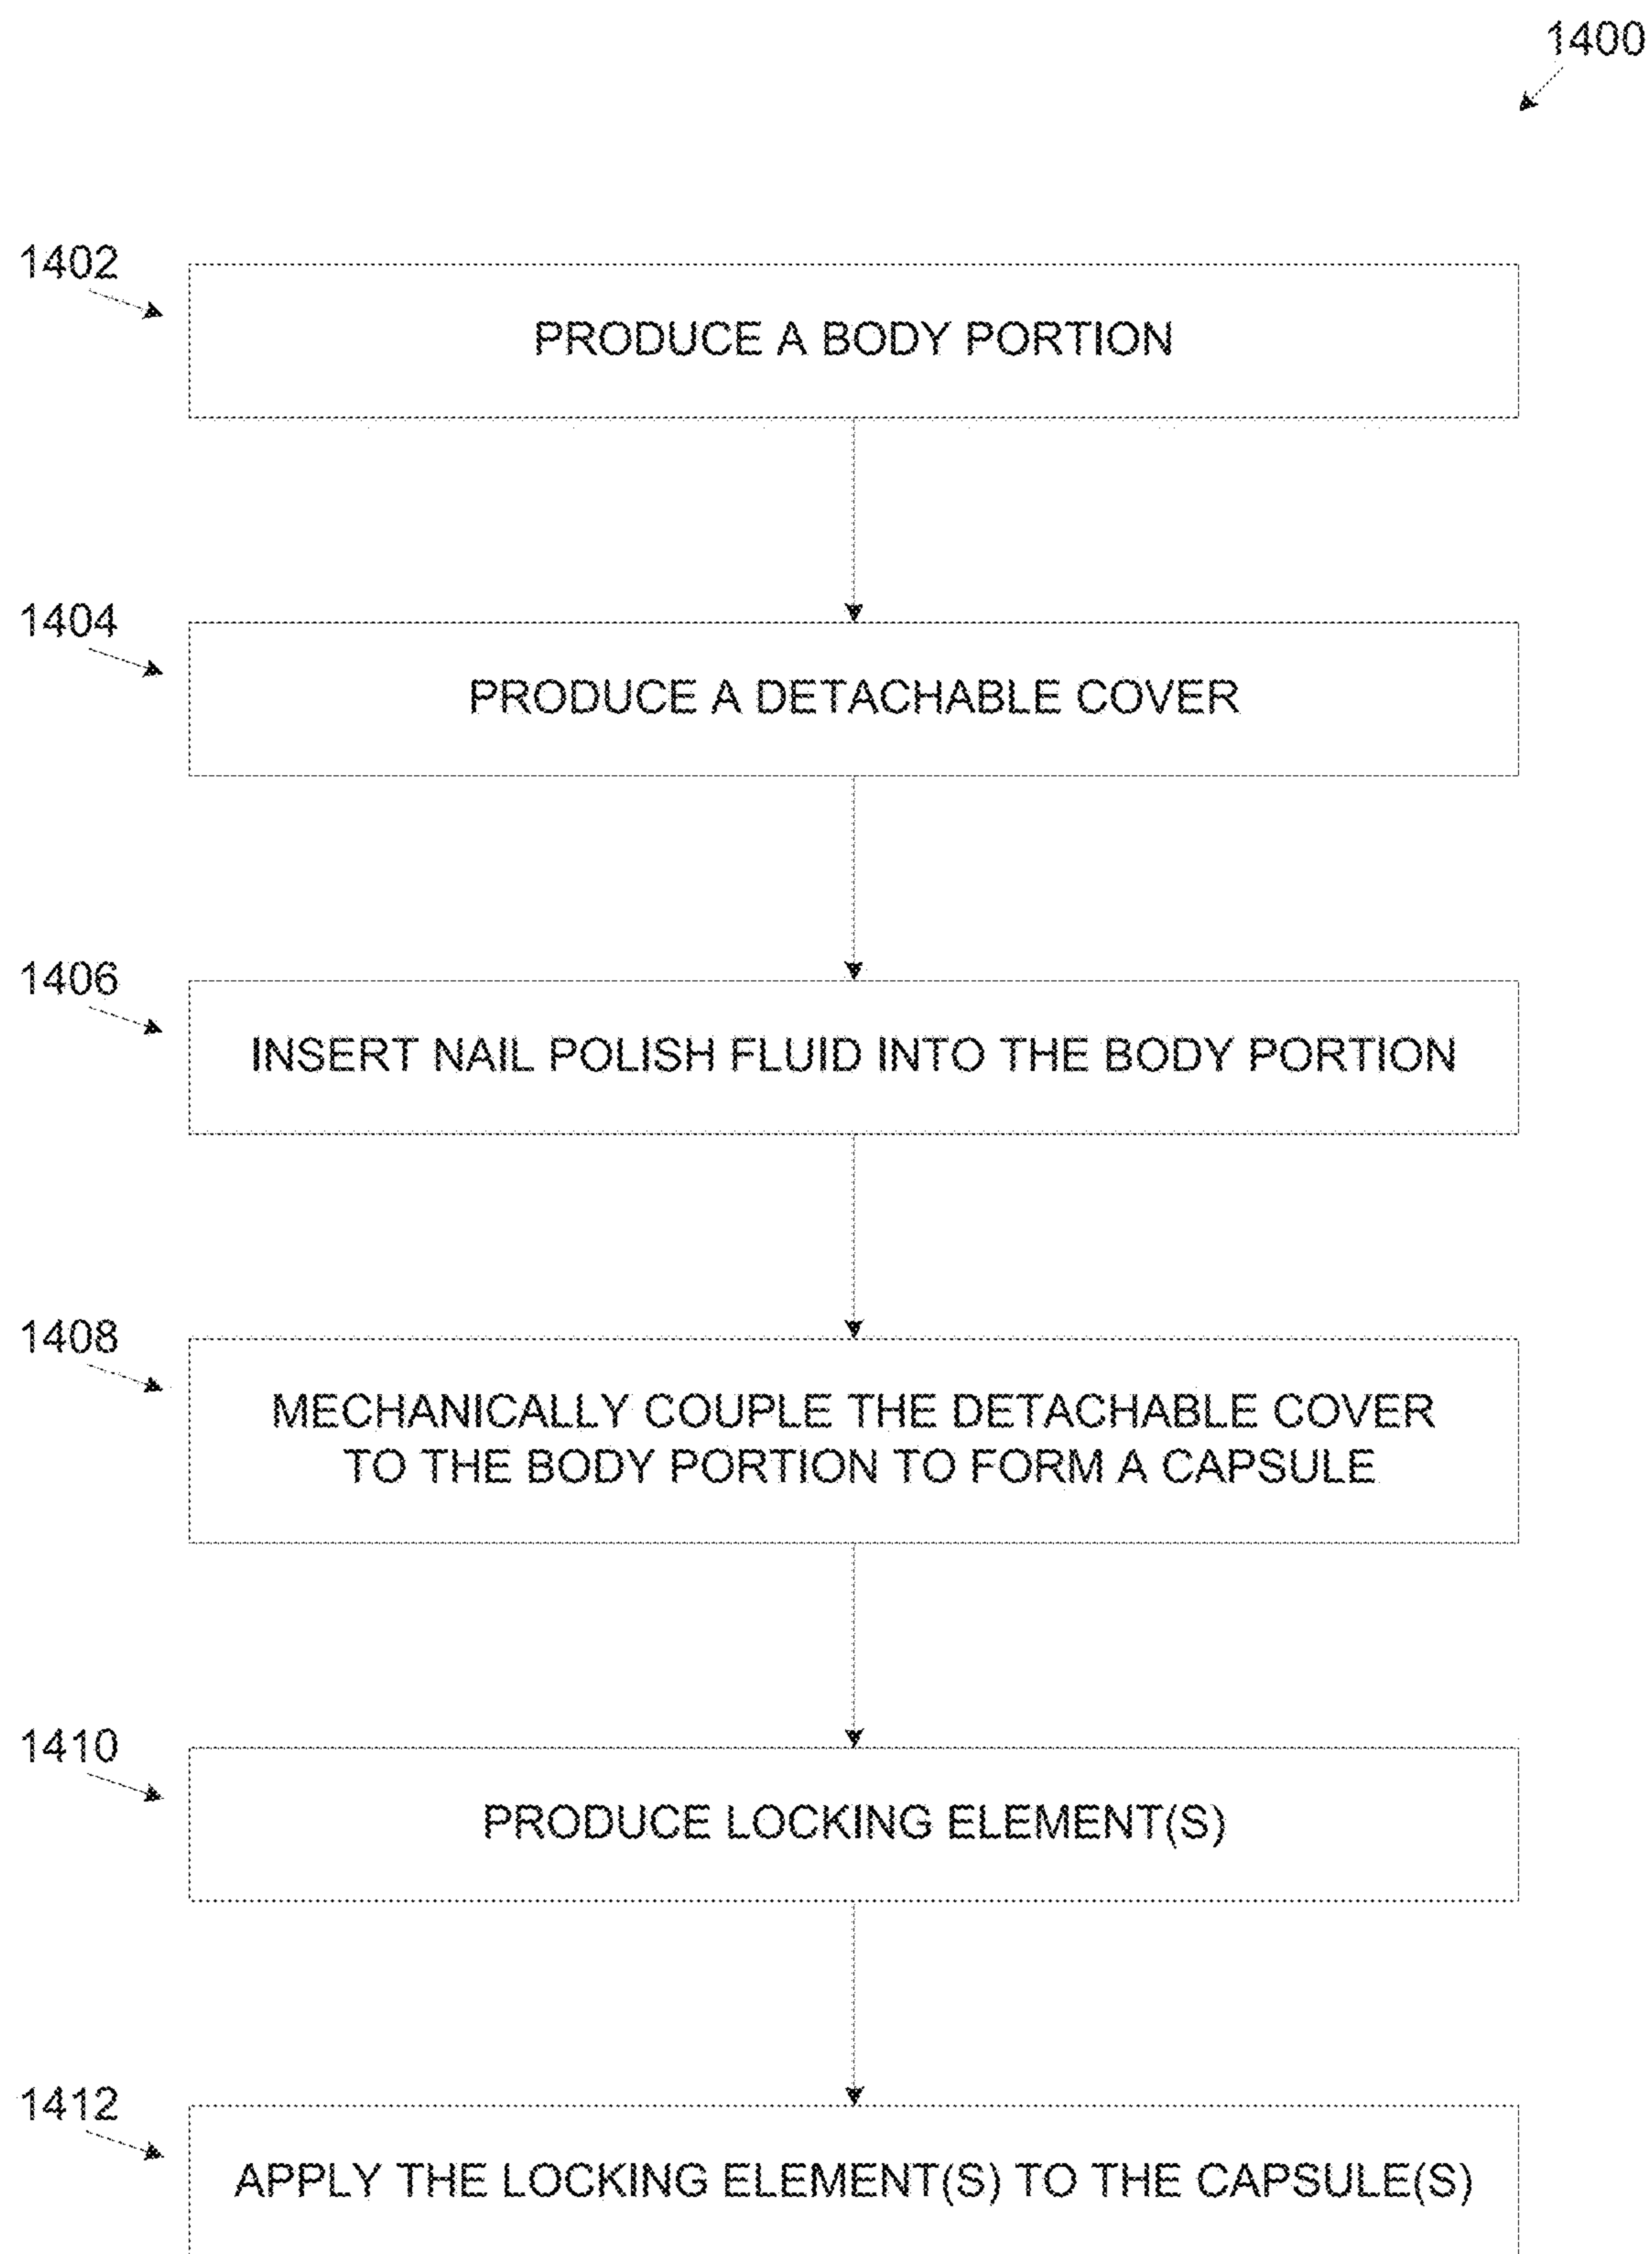 1400
1402
PRODUCE A BODY PORTION
1404
PRODUCE A DETACHABLE COVER
1406
INSERT NAIL POLISH FLUID INTO THE BODY PORTION
1408
MECHANICALLY COUPLE THE DETACHABLE COVER
TO THE BODY PORTION TO FORM A CAPSULE
1410
PRODUCE LOCKING ELEMENT(S)
1412
APPLY THE LOCKING ELEMENT(S) TO THE CAPSULE(S)